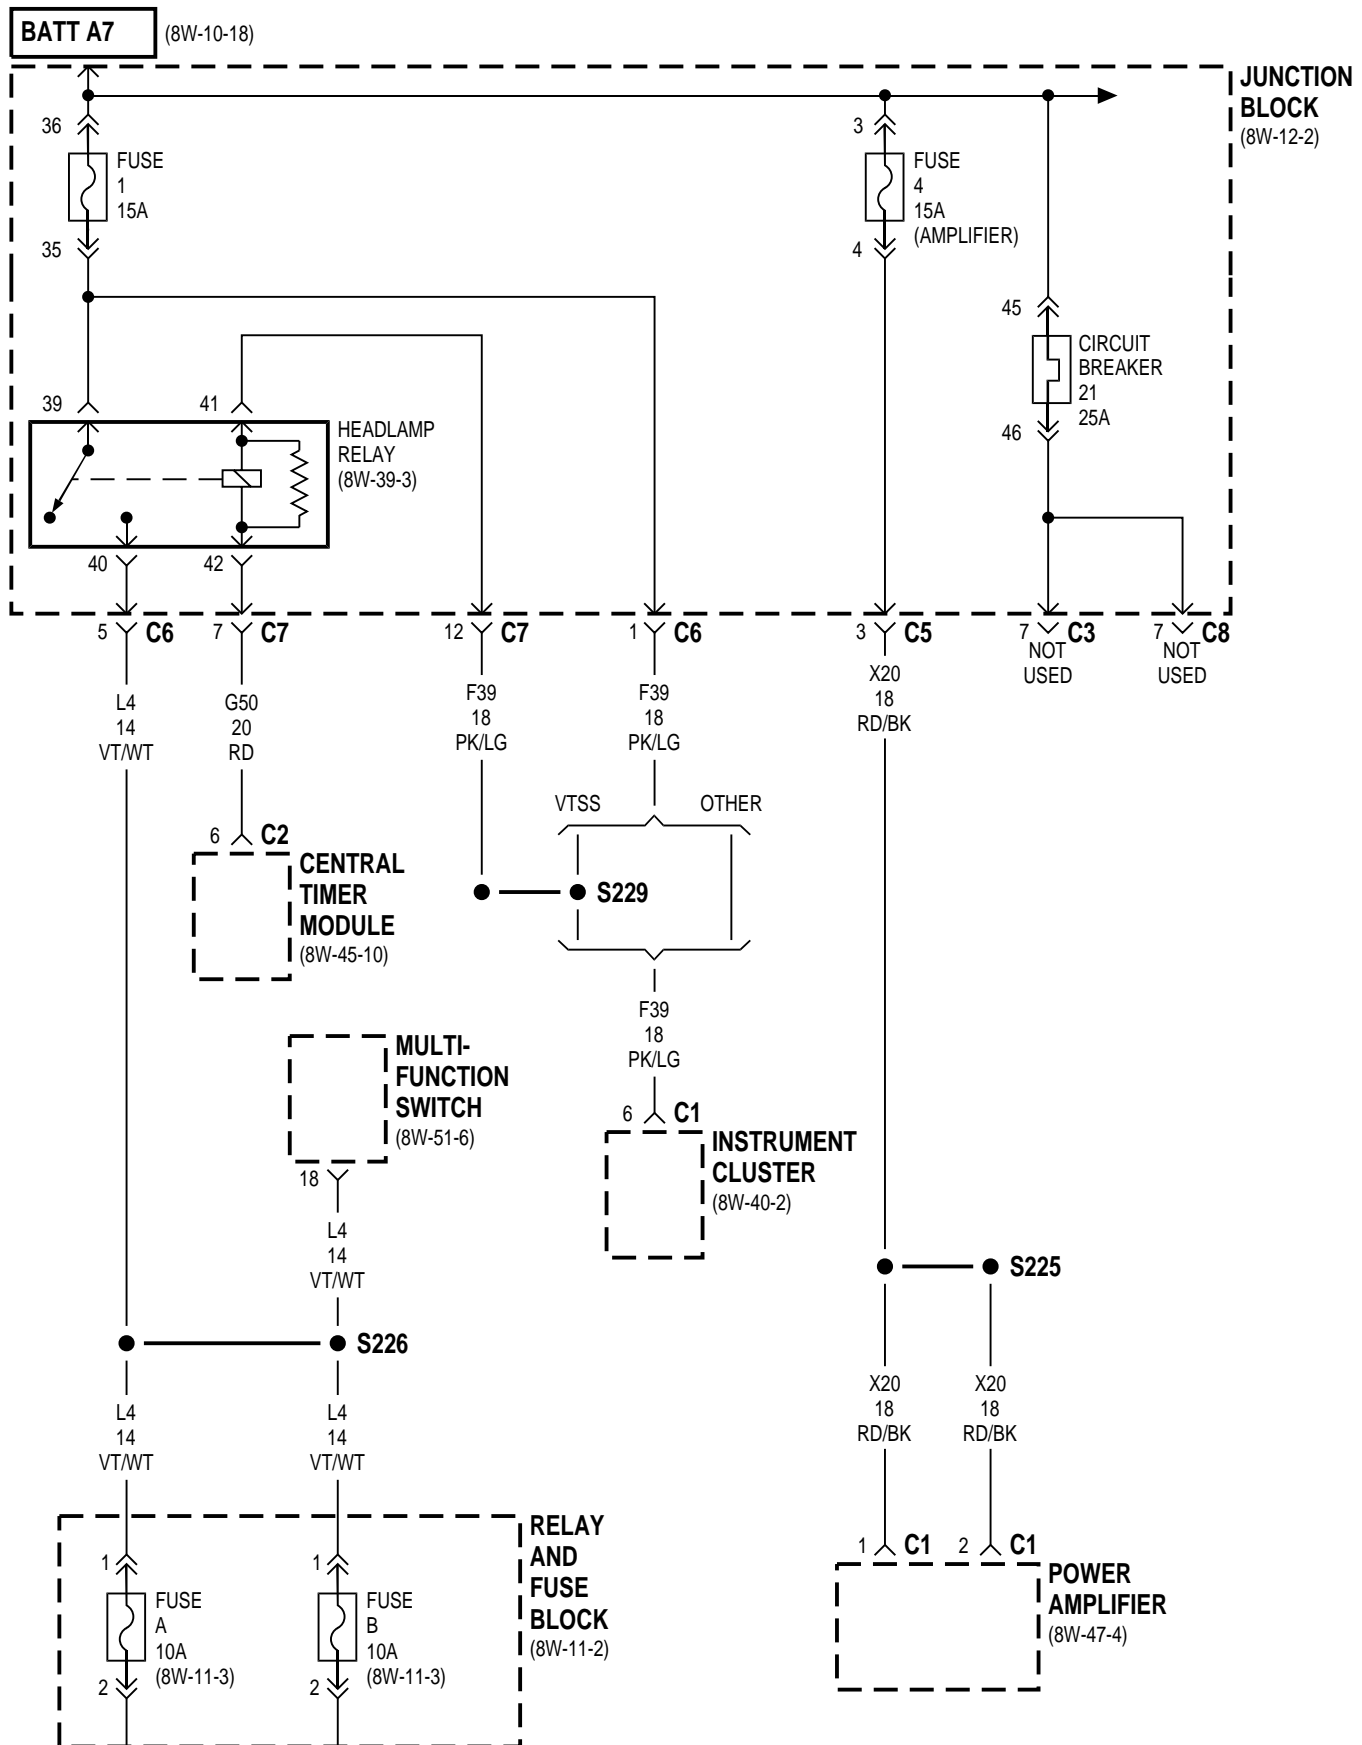 BATT A7 (8W-10-18)
JUNCTION
BLOCK
(8W-12-2)
36
FUSE
1
15A
35
3
FUSE
4
15A
(AMPLIFIER)
4
45
CIRCUIT
BREAKER
21
25A
46
39
41
HEADLAMP
RELAY
(8W-39-3)
40
42
5 C6
7 C7
12 C7
1 C6
3 C5
7 C3
NOT
USED
7 C8
NOT
USED
L4
14
VT/WT
G50
20
RD
F39
18
PK/LG
F39
18
PK/LG
X20
18
RD/BK
VTSS
OTHER
6 C2
CENTRAL
TIMER
MODULE
(8W-45-10)
S229
F39
18
PK/LG
MULTI-
FUNCTION
SWITCH
(8W-51-6)
18
6 C1
INSTRUMENT
CLUSTER
(8W-40-2)
L4
14
VT/WT
S225
S226
L4
14
VT/WT
L4
14
VT/WT
X20
18
RD/BK
X20
18
RD/BK
RELAY
AND
FUSE
BLOCK
(8W-11-2)
1
FUSE
A
10A
(8W-11-3)
2
1
FUSE
B
10A
(8W-11-3)
2
1 C1
2 C1
POWER
AMPLIFIER
(8W-47-4)